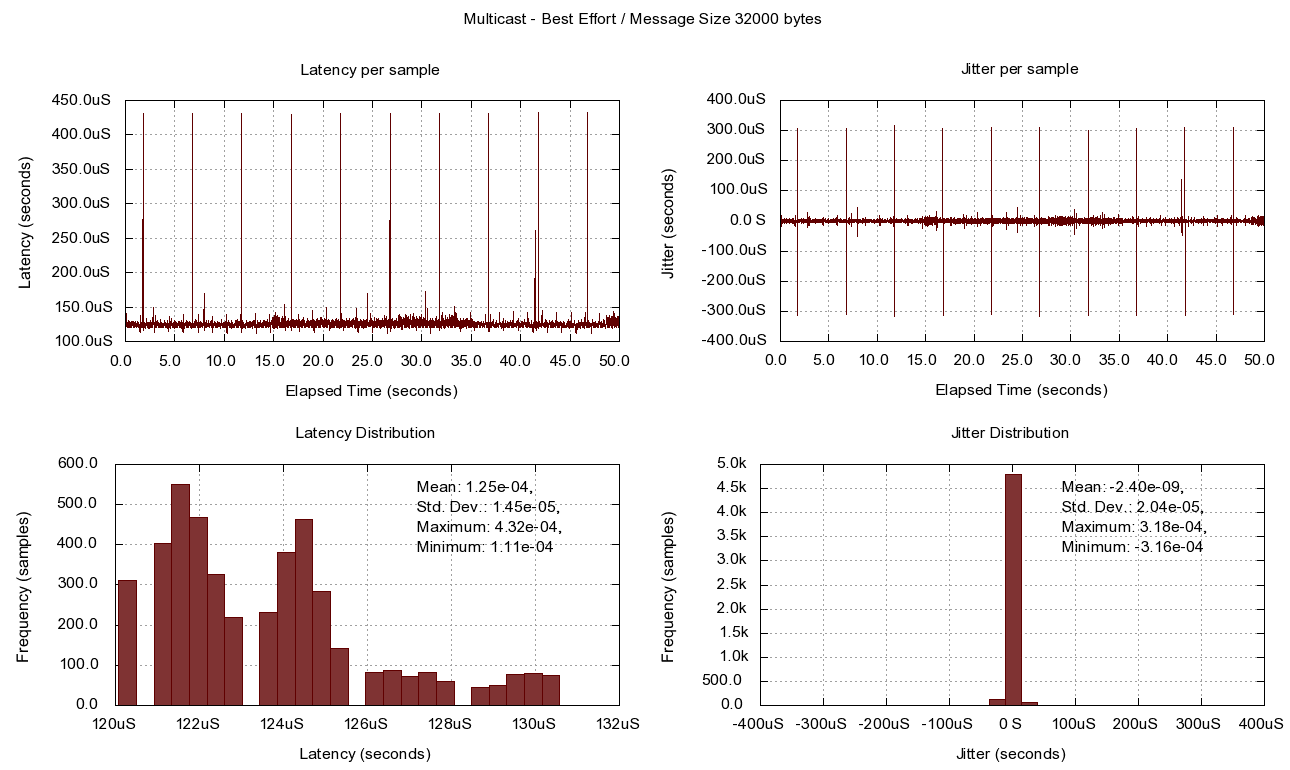 Multicast - Best Effort / Message Size 32000 bytes
Latency per sample
450.0uS
400.0uS
350.0uS
300.0uS
250.0uS
200.0uS
150.0uS
100.0uS
Latency (seconds)
0.0 5.0 10.0 15.0 20.0 25.0 30.0 35.0 40.0 45.0 50.0
Elapsed Time (seconds)
Jitter per sample
400.0uS
300.0uS
200.0uS
100.0uS
0.0 S
-100.0uS
-200.0uS
-300.0uS
-400.0uS
Jitter (seconds)
0.0 5.0 10.0 15.0 20.0 25.0 30.0 35.0 40.0 45.0 50.0
Elapsed Time (seconds)
Latency Distribution
600.0
500.0
400.0
300.0
200.0
100.0
0.0
Frequency (samples)
Mean: 1.25e-04,
Std. Dev.: 1.45e-05,
Maximum: 4.32e-04,
Minimum: 1.11e-04
120uS 122uS 124uS 126uS 128uS 130uS 132uS
Latency (seconds)
Jitter Distribution
5.0k
4.5k
4.0k
3.5k
3.0k
2.5k
2.0k
1.5k
1.0k
500.0
0.0
Frequency (samples)
Mean: -2.40e-09,
Std. Dev.: 2.04e-05,
Maximum: 3.18e-04,
Minimum: -3.16e-04
-400uS -300uS -200uS -100uS 0 S 100uS 200uS 300uS 400uS
Jitter (seconds)